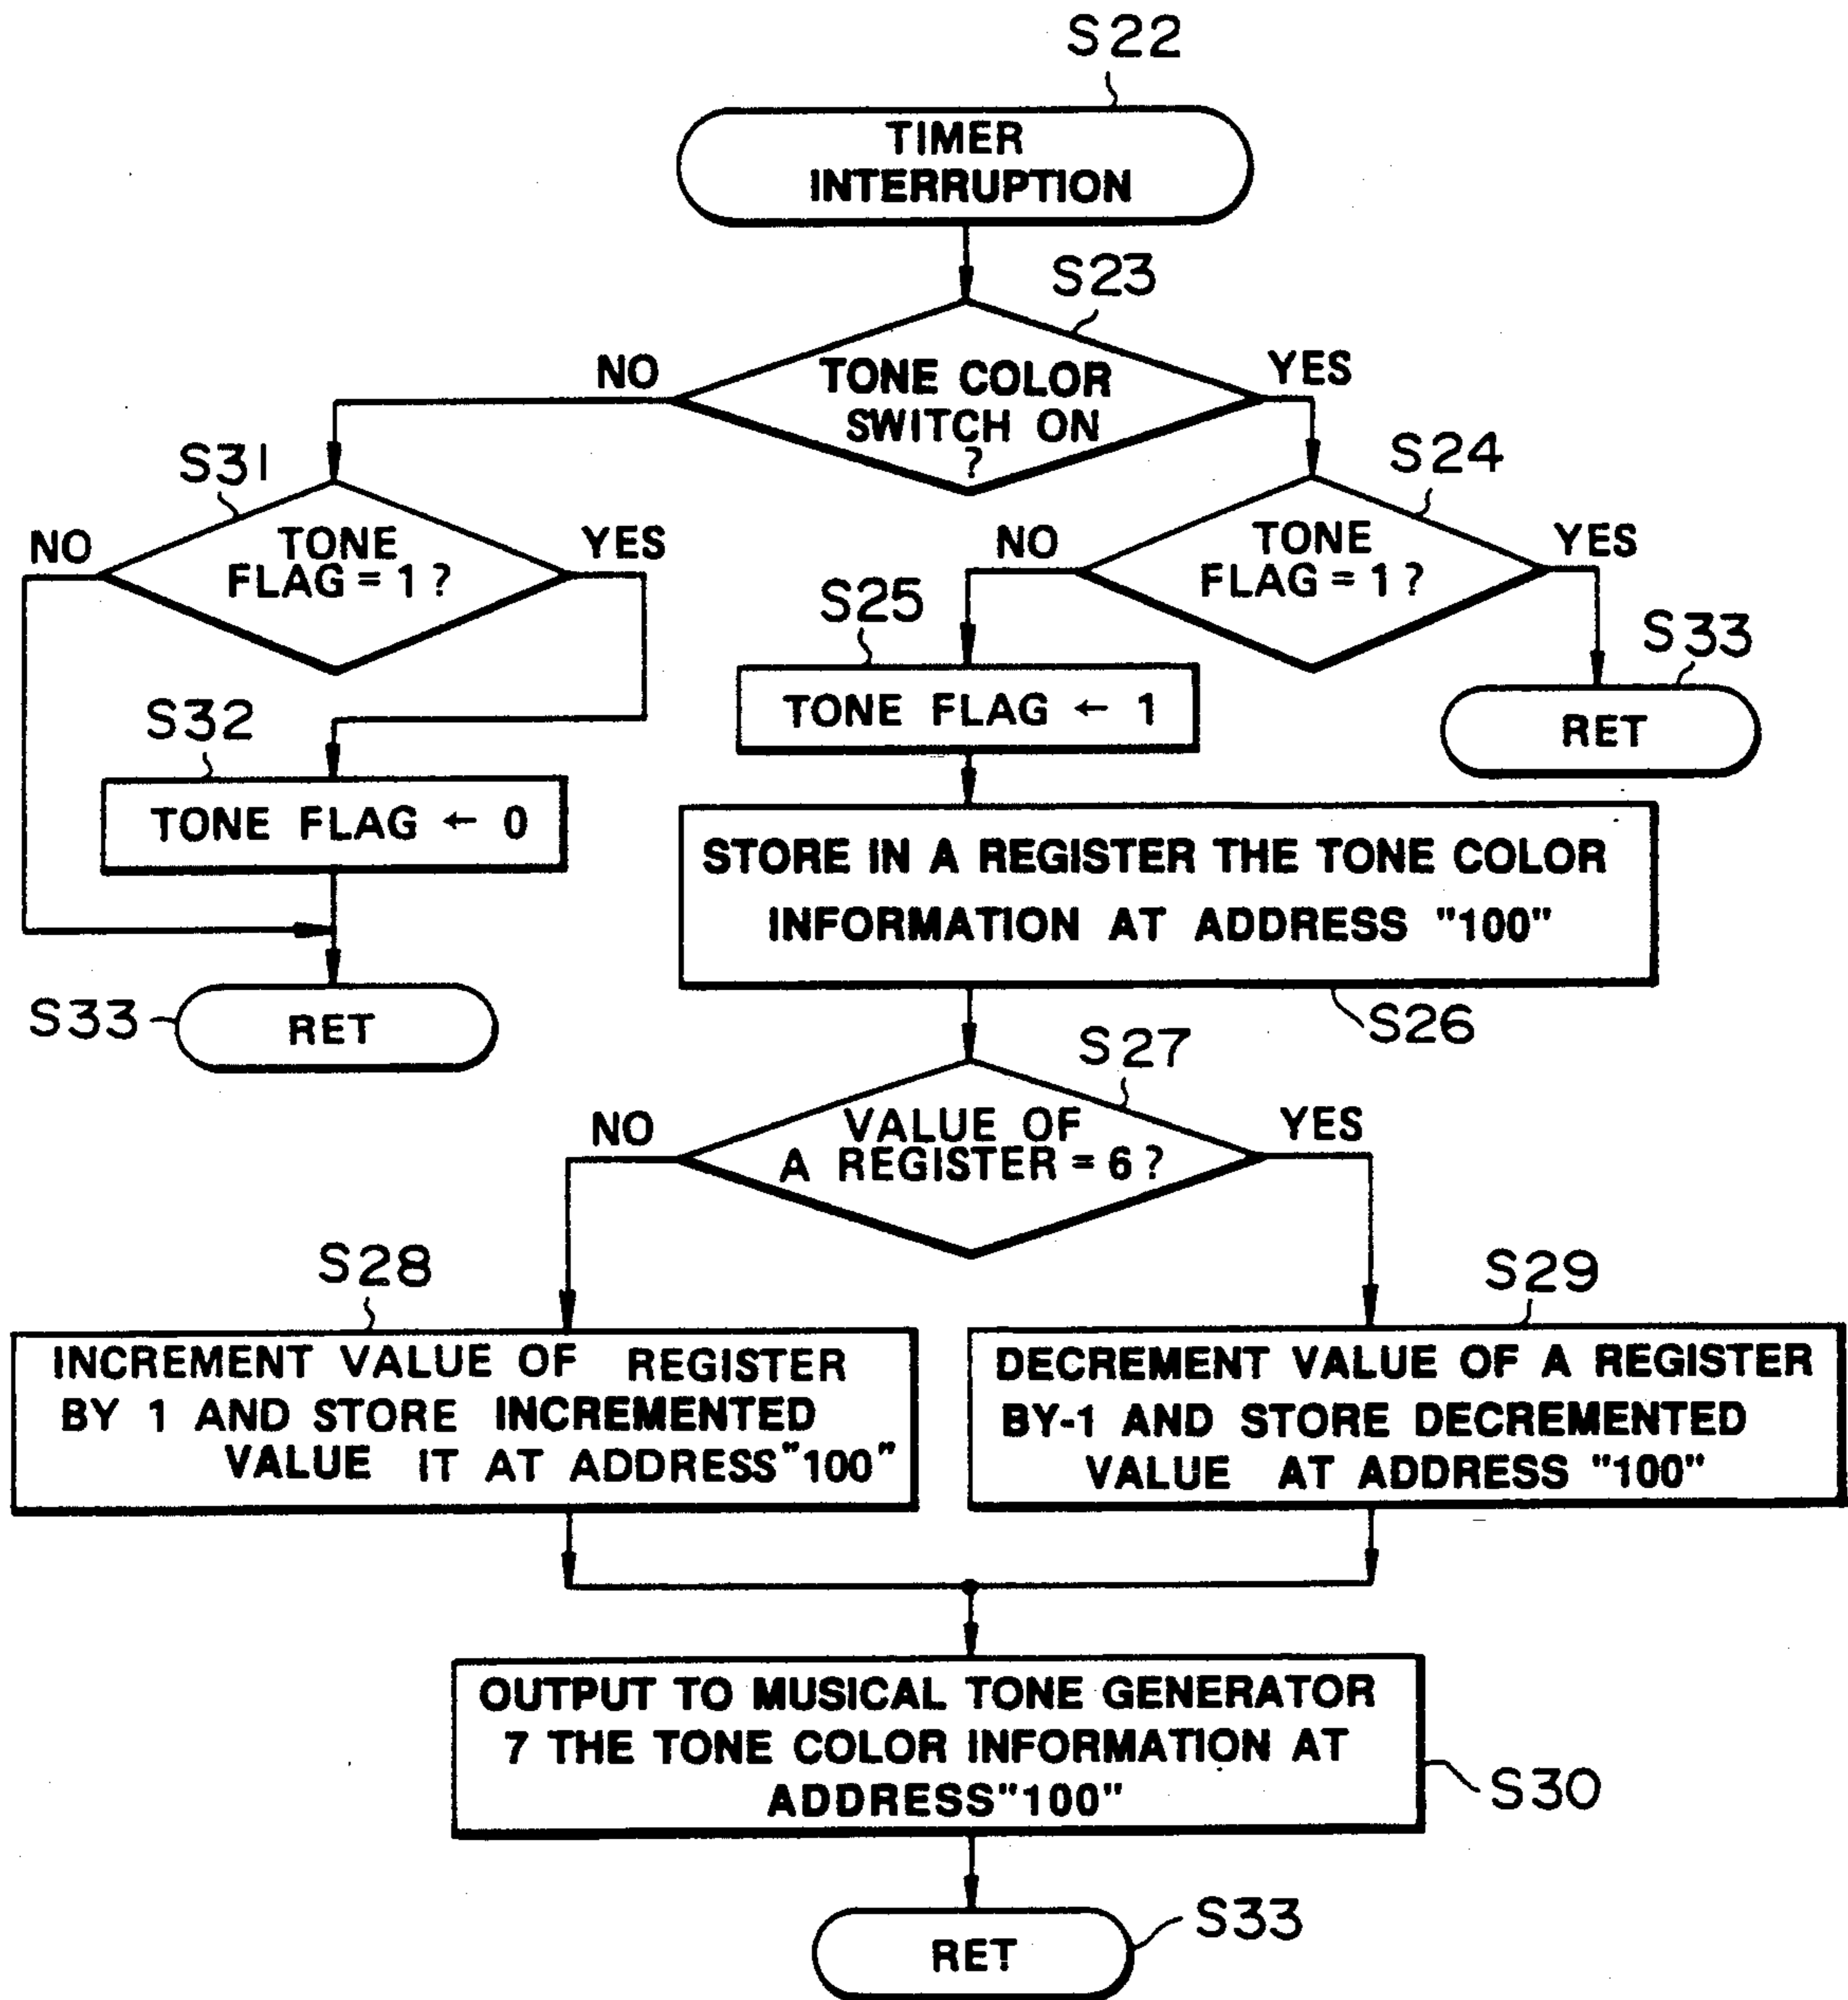 S22
TIMER
INTERRUPTION
S23
NO
TONE COLOR
SWITCH ON
?
YES
S31
NO
TONE
FLAG = 1 ?
YES
S24
NO
TONE
FLAG = 1 ?
YES
S25
TONE FLAG ← 1
S33
RET
S32
TONE FLAG ← 0
STORE IN A REGISTER THE TONE COLOR
INFORMATION AT ADDRESS "100"
S26
S33
RET
S27
NO
VALUE OF
A REGISTER = 6 ?
YES
S28
INCREMENT VALUE OF REGISTER
BY 1 AND STORE INCREMENTED
VALUE IT AT ADDRESS "100"
S29
DECREMENT VALUE OF A REGISTER
BY-1 AND STORE DECREMENTED
VALUE AT ADDRESS "100"
OUTPUT TO MUSICAL TONE GENERATOR
7 THE TONE COLOR INFORMATION AT
ADDRESS "100"
S30
RET
S33